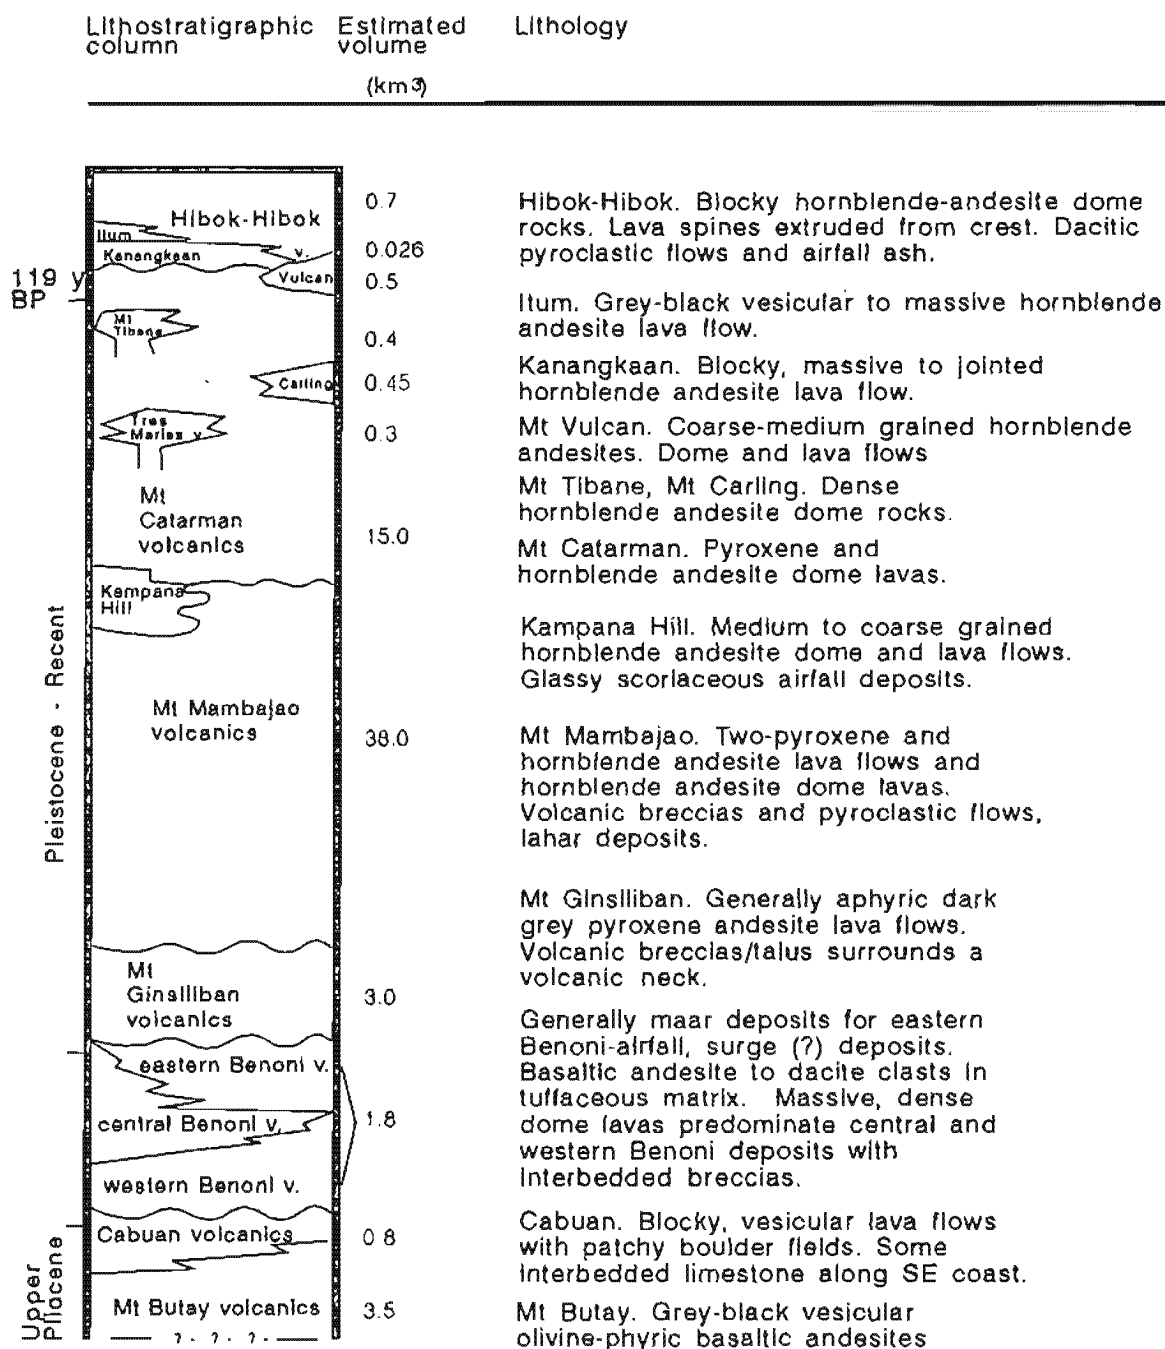 Lithostratigraphic
column
Estimated
volume
(km3)
Lithology
Hibok-Hibok
Ilum
Kanangkaan
v.
Vulcan
119 y
BP
Mt
Tibane
Carling
Tres
Marias v.
Mt
Catarman
volcanics
Kampana
Hill
Mt Mambajao
volcanics
Mt
Ginsiliban
volcanics
eastern Benoni v.
central Benoni v.
western Benoni v.
Cabuan volcanics
Mt Butay volcanics
? . ? . ? .
Pleistocene - Recent
Upper
Pliocene
0.7
0.026
0.5
0.4
0.45
0.3
15.0
38.0
3.0
1.8
0.8
3.5
Hibok-Hibok. Blocky hornblende-andesite dome
rocks. Lava spines extruded from crest. Dacitic
pyroclastic flows and airfall ash.
Itum. Grey-black vesicular to massive hornblende
andesite lava flow.
Kanangkaan. Blocky, massive to jointed
hornblende andesite lava flow.
Mt Vulcan. Coarse-medium grained hornblende
andesites. Dome and lava flows
Mt Tibane, Mt Carling. Dense
hornblende andesite dome rocks.
Mt Catarman. Pyroxene and
hornblende andesite dome lavas.
Kampana Hill. Medium to coarse grained
hornblende andesite dome and lava flows.
Glassy scoriaceous airfall deposits.
Mt Mambajao. Two-pyroxene and
hornblende andesite lava flows and
hornblende andesite dome lavas.
Volcanic breccias and pyroclastic flows,
lahar deposits.
Mt Ginsiliban. Generally aphyric dark
grey pyroxene andesite lava flows.
Volcanic breccias/talus surrounds a
volcanic neck.
Generally maar deposits for eastern
Benoni-airfall, surge (?) deposits.
Basaltic andesite to dacite clasts in
tuffaceous matrix. Massive, dense
dome lavas predominate central and
western Benoni deposits with
interbedded breccias.
Cabuan. Blocky, vesicular lava flows
with patchy boulder fields. Some
interbedded limestone along SE coast.
Mt Butay. Grey-black vesicular
olivine-phyric basaltic andesites